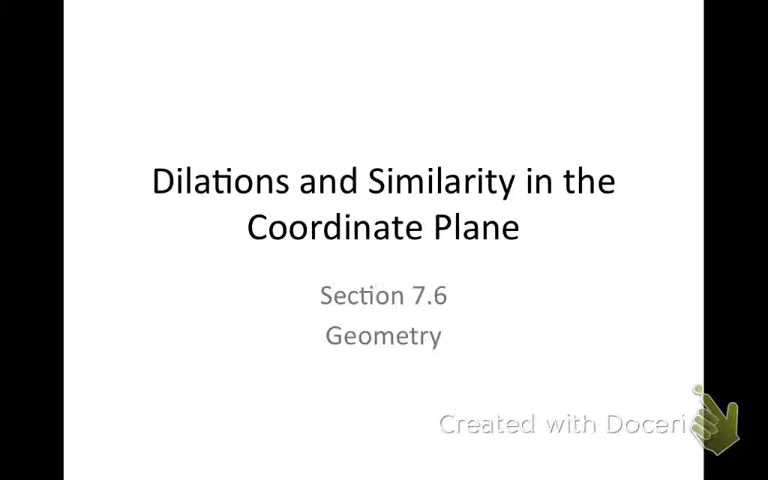 Dilations and Similarity in the
Coordinate Plane
Section 7.6
Geometry
Created with Doceri